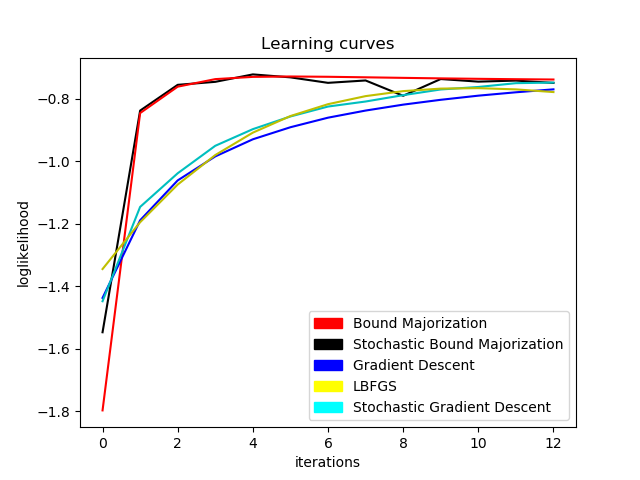 Learning curves
loglikelihood
−0.8
−1.0
−1.2
−1.4
−1.6
−1.8
Bound Majorization
Stochastic Bound Majorization
Gradient Descent
LBFGS
Stochastic Gradient Descent
0 2 4 6 8 10 12
iterations